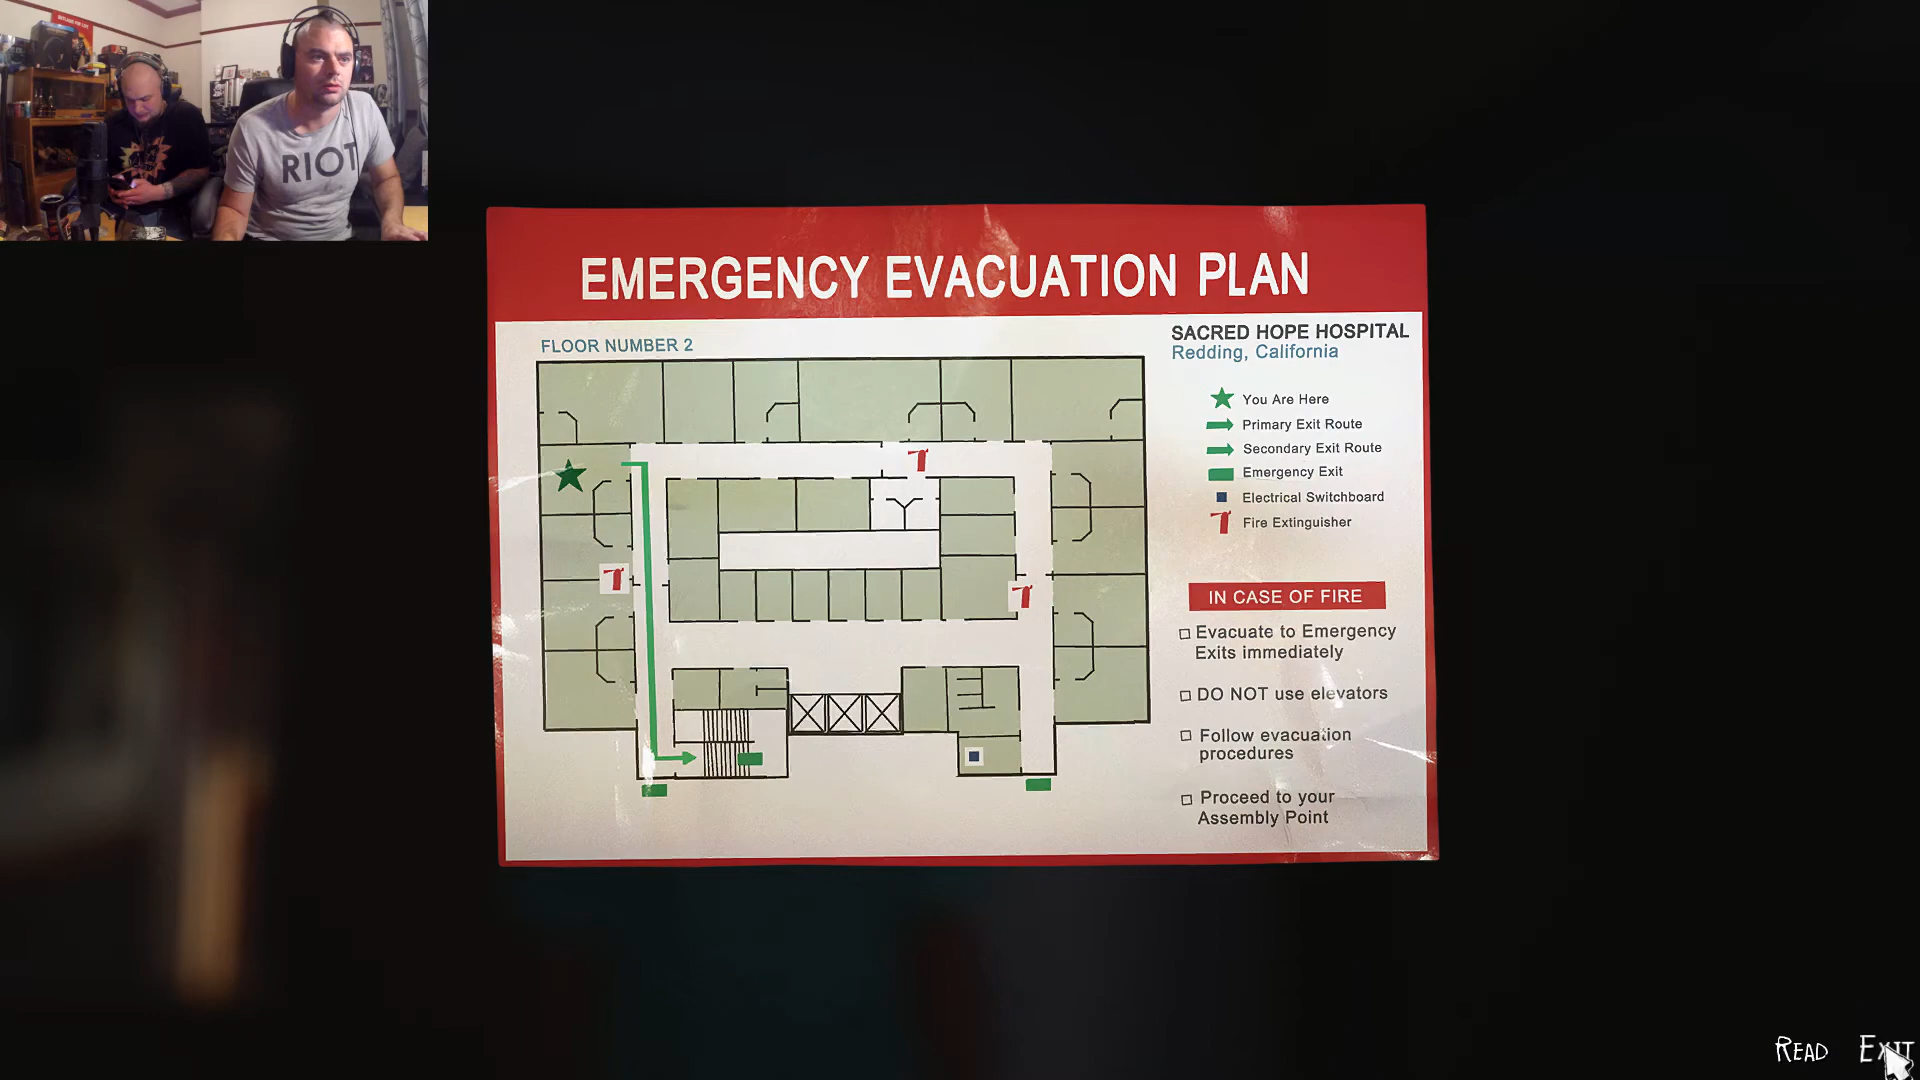 RIOT
EMERGENCY EVACUATION PLAN
FLOOR NUMBER 2
SACRED HOPE HOSPITAL
Redding, California
You Are Here
Primary Exit Route
Secondary Exit Route
Emergency Exit
Electrical Switchboard
Fire Extinguisher
IN CASE OF FIRE
Evacuate to Emergency
Exits immediately
DO NOT use elevators
Follow evacuation
procedures
Proceed to your
Assembly Point
READ EXIT